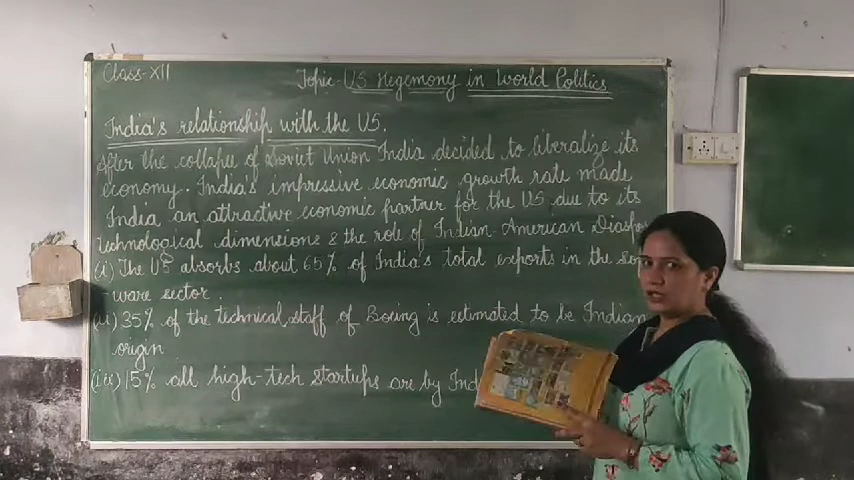 Class-XII
Topic- US Hegemony in World Politics
India's relationship with the US.
After the collapse of Soviet Union India decided to liberalize its
economy. India's impressive economic growth rate made
India an attractive economic partner for the US due to its
technological dimensions & the role of Indian-American
(i) The US absorbs about 65% of India's total exports in the
ware sector.
(ii) 35% of the technical staff of Boeing is estimated to be Indian
origin
(iii) 15% all high-tech startups are by